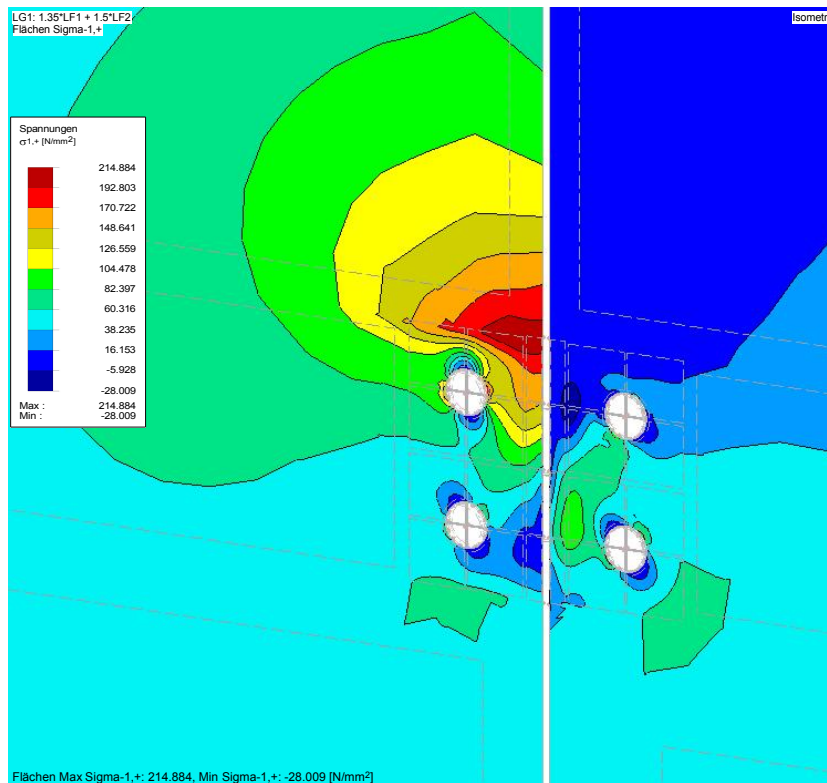 LG1: 1.35*LF1 + 1.5*LF2
Flächen Sigma-1,+
Isometr
Spannungen
σ1,+ [N/mm²]
214.884
192.803
170.722
148.641
126.559
104.478
82.397
60.316
38.235
16.153
-5.928
-28.009
Max : 214.884
Min : -28.009
Flächen Max Sigma-1,+: 214.884, Min Sigma-1,+: -28.009 [N/mm²]